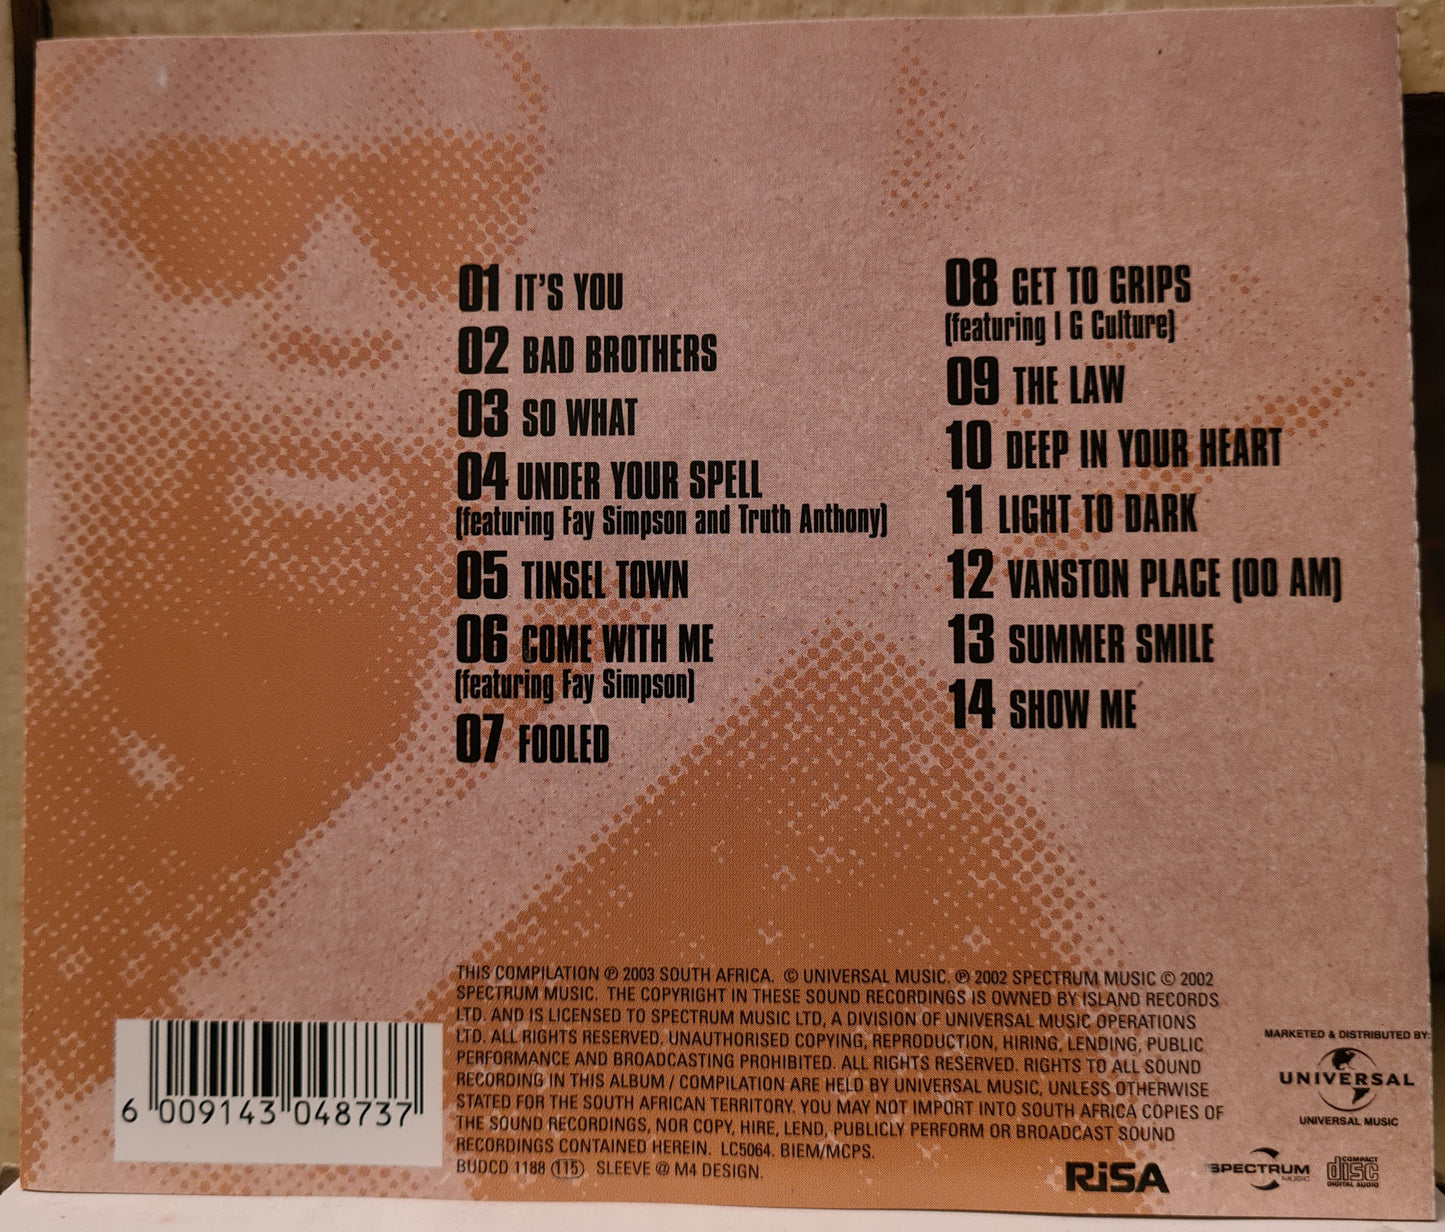 01 IT'S YOU
02 BAD BROTHERS
03 SO WHAT
04 UNDER YOUR SPELL
(featuring Fay Simpson and Truth Anthony)
05 TINSEL TOWN
06 COME WITH ME
(featuring Fay Simpson)
07 FOOLED
08 GET TO GRIPS
(featuring I G Culture)
09 THE LAW
10 DEEP IN YOUR HEART
11 LIGHT TO DARK
12 VANSTON PLACE (00 AM)
13 SUMMER SMILE
14 SHOW ME
THIS COMPILATION ℗ 2003 SOUTH AFRICA. © UNIVERSAL MUSIC. ℗ 2002 SPECTRUM MUSIC © 2002
SPECTRUM MUSIC. THE COPYRIGHT IN THESE SOUND RECORDINGS IS OWNED BY ISLAND RECORDS
LTD. AND IS LICENSED TO SPECTRUM MUSIC LTD, A DIVISION OF UNIVERSAL MUSIC OPERATIONS
LTD. ALL RIGHTS RESERVED. UNAUTHORISED COPYING, REPRODUCTION, HIRING, LENDING, PUBLIC
PERFORMANCE AND BROADCASTING PROHIBITED. ALL RIGHTS RESERVED. RIGHTS TO ALL SOUND
RECORDING IN THIS ALBUM / COMPILATION ARE HELD BY UNIVERSAL MUSIC, UNLESS OTHERWISE
STATED FOR THE SOUTH AFRICAN TERRITORY. YOU MAY NOT IMPORT INTO SOUTH AFRICA COPIES OF
THE SOUND RECORDINGS, NOR COPY, HIRE, LEND, PUBLICLY PERFORM OR BROADCAST SOUND
RECORDINGS CONTAINED HEREIN. LC5064. BIEM/MCPS.
BUDCD 1188 (115) SLEEVE @ M4 DESIGN.
6 009143 048737
MARKETED & DISTRIBUTED BY:
UNIVERSAL
UNIVERSAL MUSIC
RiSA
SPECTRUM
MUSIC
COMPACT
disc
DIGITAL AUDIO